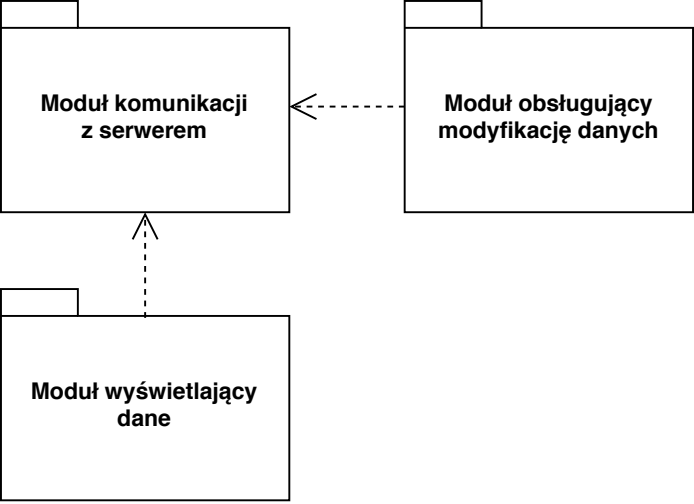 Moduł komunikacji
z serwerem
Moduł obsługujący
modyfikację danych
Moduł wyświetlający
dane